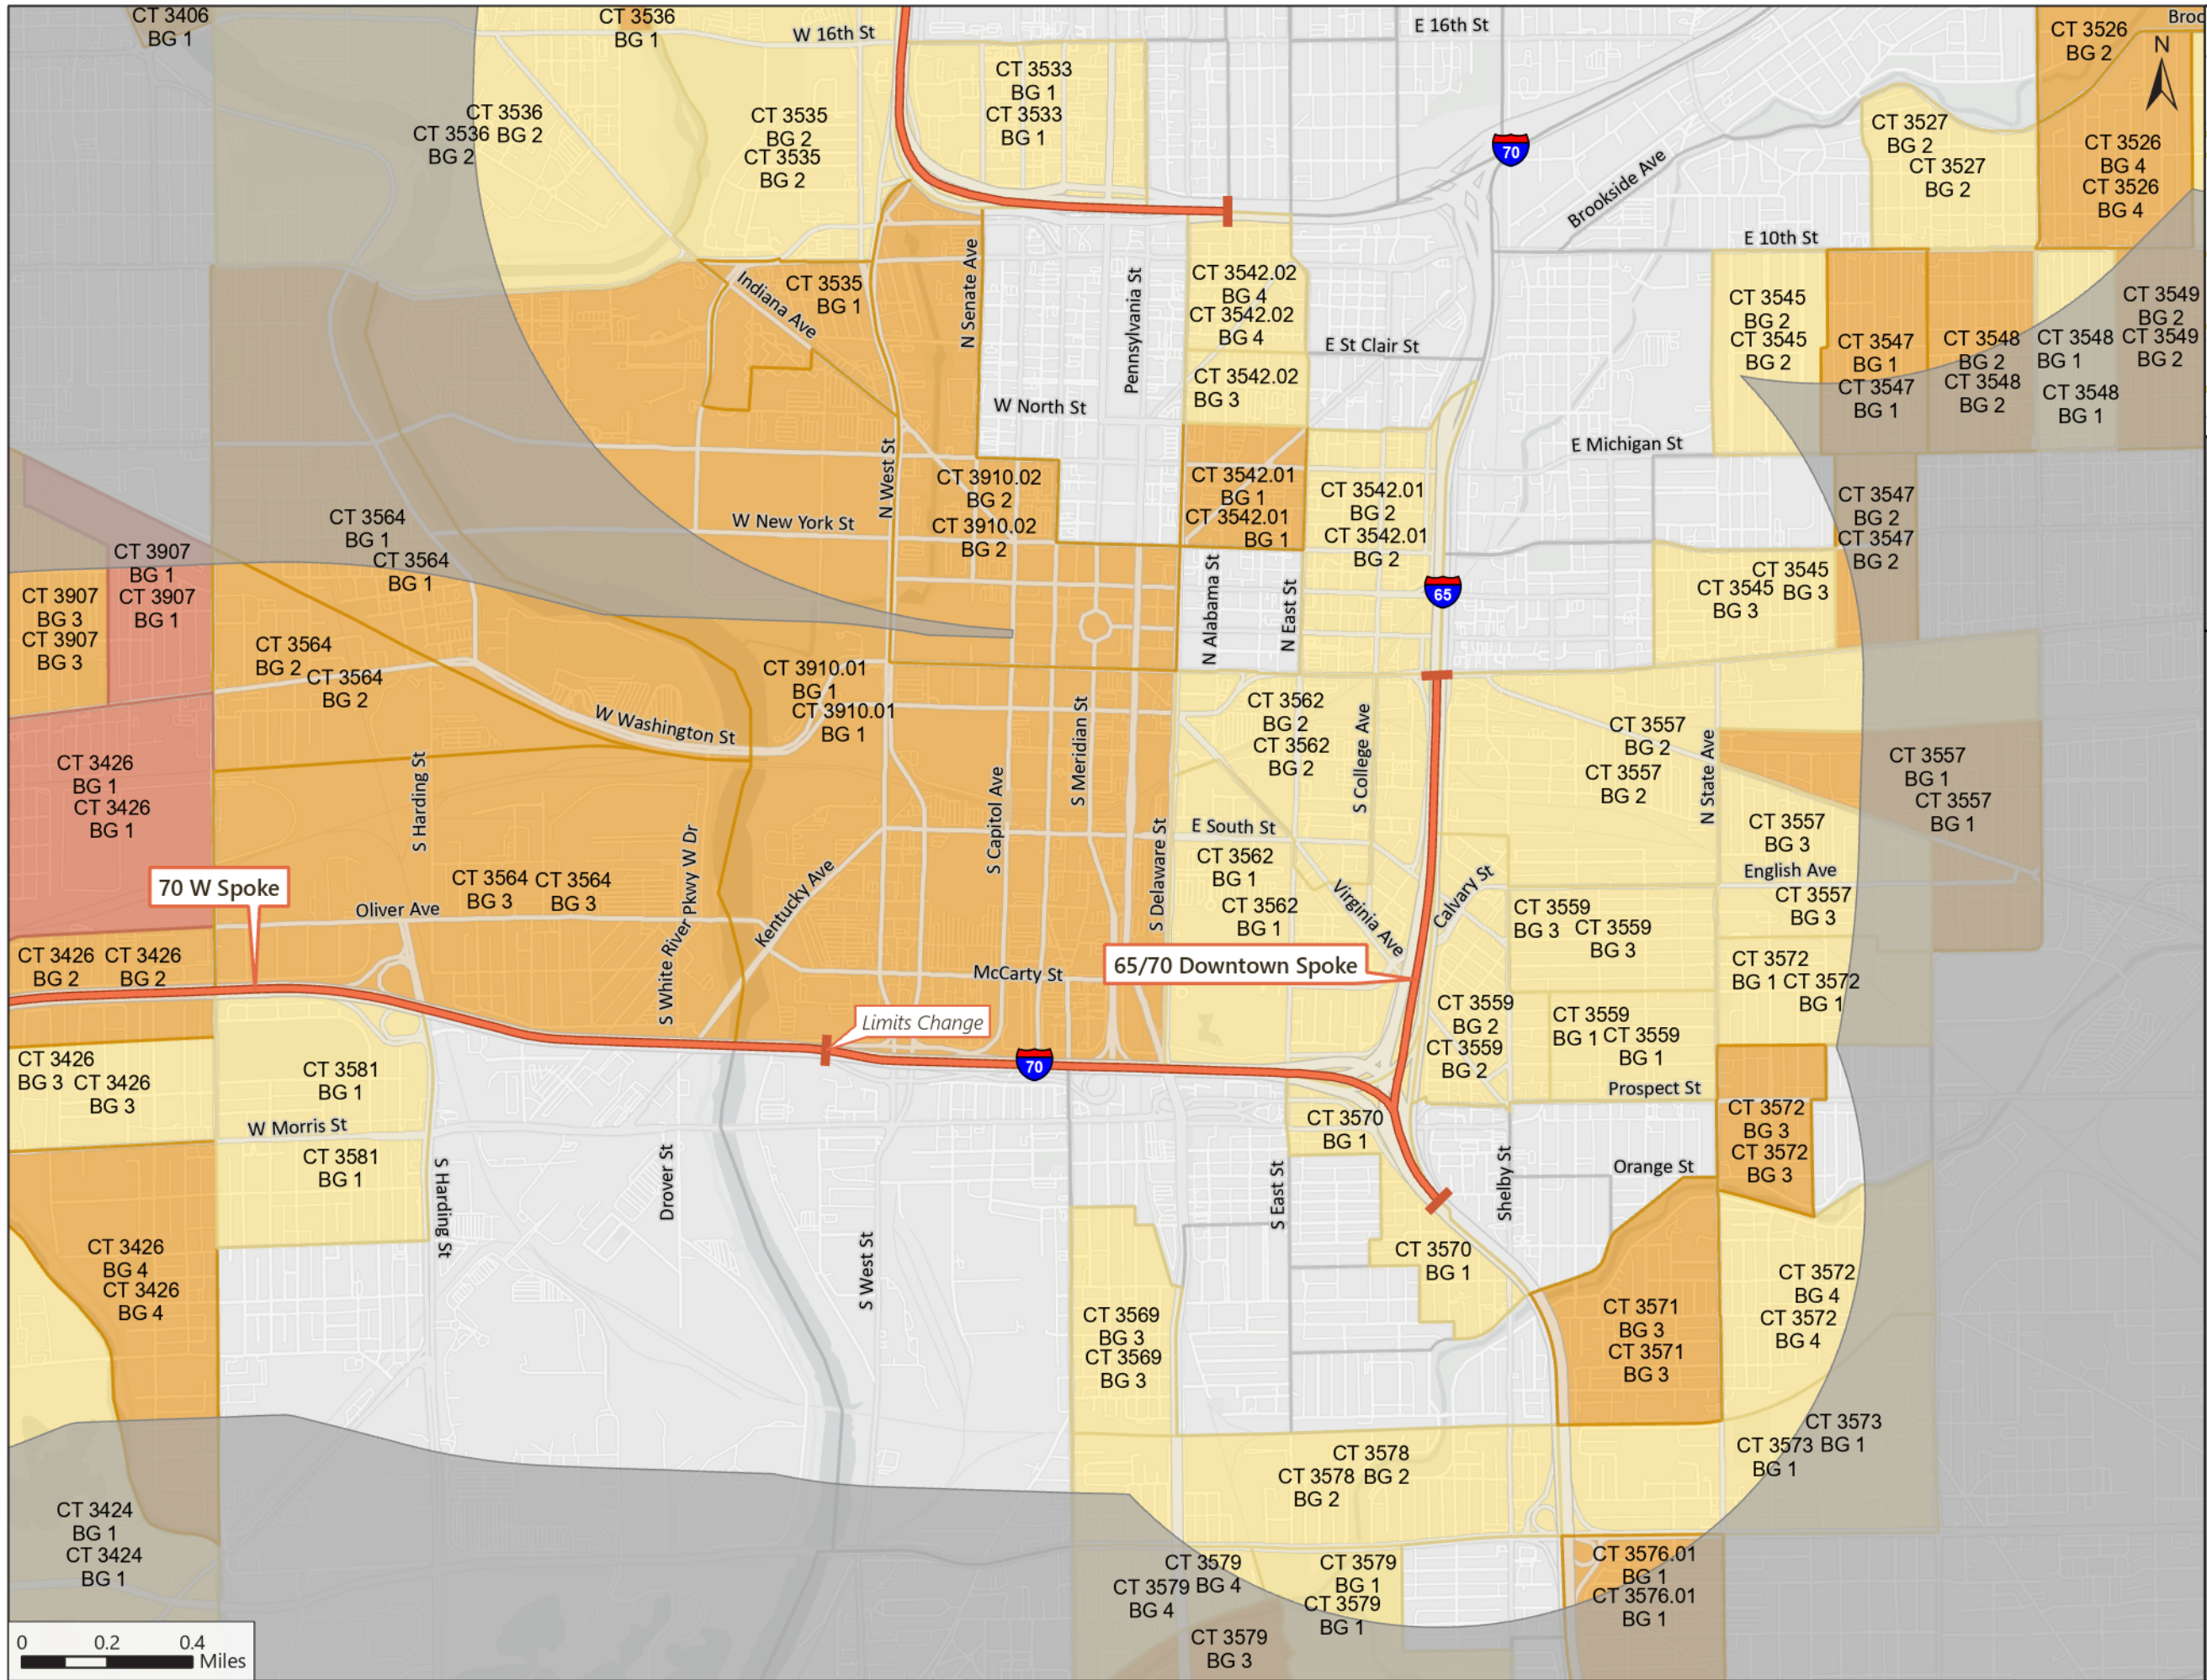 CT 3406
BG 1
CT 3536
BG 1
W 16th St
E 16th St
CT 3526
BG 2
Broo
N
CT 3533
BG 1
CT 3533
BG 1
CT 3536
BG 2
CT 3536
BG 2
CT 3535
BG 2
CT 3535
BG 2
70
Brookside Ave
CT 3527
BG 2
CT 3527
BG 2
CT 3526
BG 4
CT 3526
BG 4
E 10th St
Indiana Ave
CT 3535
BG 1
N Senate Ave
Pennsylvania St
CT 3542.02
BG 4
CT 3542.02
BG 4
E St Clair St
CT 3542.02
BG 3
CT 3545
BG 2
CT 3545
BG 2
CT 3547
BG 1
CT 3547
BG 1
CT 3548
BG 2
CT 3548
BG 2
CT 3548
BG 1
CT 3548
BG 1
CT 3549
BG 2
CT 3549
BG 2
W North St
E Michigan St
N West St
CT 3910.02
BG 2
CT 3910.02
BG 2
CT 3542.01
BG 1
CT 3542.01
BG 1
CT 3542.01
BG 2
CT 3542.01
BG 2
CT 3547
BG 2
CT 3547
BG 2
W New York St
CT 3564
BG 1
CT 3564
BG 1
CT 3907
BG 1
CT 3907
BG 1
CT 3907
BG 3
CT 3907
BG 3
N Alabama St
N East St
65
CT 3545
BG 3
CT 3545
BG 3
CT 3564
BG 2
CT 3564
BG 2
CT 3910.01
BG 1
CT 3910.01
BG 1
W Washington St
S Harding St
S Meridian St
S Capitol Ave
CT 3562
BG 2
CT 3562
BG 2
S College Ave
CT 3557
BG 2
CT 3557
BG 2
N State Ave
CT 3557
BG 1
CT 3557
BG 1
CT 3426
BG 1
CT 3426
BG 1
CT 3557
BG 3
English Ave
CT 3557
BG 3
E South St
CT 3562
BG 1
CT 3562
BG 1
S Delaware St
Virginia Ave
Calvary St
70 W Spoke
Oliver Ave
CT 3564
BG 3
CT 3564
BG 3
S White River Pkwy W Dr
Kentucky Ave
CT 3559
BG 3
CT 3559
BG 3
CT 3426
BG 2
CT 3426
BG 2
McCarty St
65/70 Downtown Spoke
CT 3572
BG 1
CT 3572
BG 1
Limits Change
CT 3559
BG 2
CT 3559
BG 2
CT 3559
BG 1
CT 3559
BG 1
70
Prospect St
CT 3426
BG 3
CT 3426
BG 3
CT 3581
BG 1
W Morris St
CT 3581
BG 1
CT 3570
BG 1
CT 3572
BG 3
CT 3572
BG 3
Orange St
S Harding St
Drover St
S West St
S East St
Shelby St
CT 3426
BG 4
CT 3426
BG 4
CT 3570
BG 1
CT 3569
BG 3
CT 3569
BG 3
CT 3571
BG 3
CT 3571
BG 3
CT 3572
BG 4
CT 3572
BG 4
CT 3573
BG 1
CT 3573
BG 1
CT 3578
BG 2
CT 3578
BG 2
CT 3424
BG 1
CT 3424
BG 1
CT 3579
BG 4
CT 3579
BG 4
CT 3579
BG 1
CT 3579
BG 1
CT 3576.01
BG 1
CT 3576.01
BG 1
CT 3579
BG 3
0 0.2 0.4
Miles